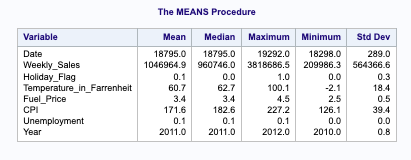 The MEANS Procedure
Variable Mean Median Maximum Minimum Std Dev
Date 18795.0 18795.0 19292.0 18298.0 289.0
Weekly_Sales 1046964.9 960746.0 3818686.5 209986.3 564366.6
Holiday_Flag 0.1 0.0 1.0 0.0 0.3
Temperature_in_Farrenheit 60.7 62.7 100.1 -2.1 18.4
Fuel_Price 3.4 3.4 4.5 2.5 0.5
CPI 171.6 182.6 227.2 126.1 39.4
Unemployment 0.1 0.1 0.1 0.0 0.0
Year 2011.0 2011.0 2012.0 2010.0 0.8